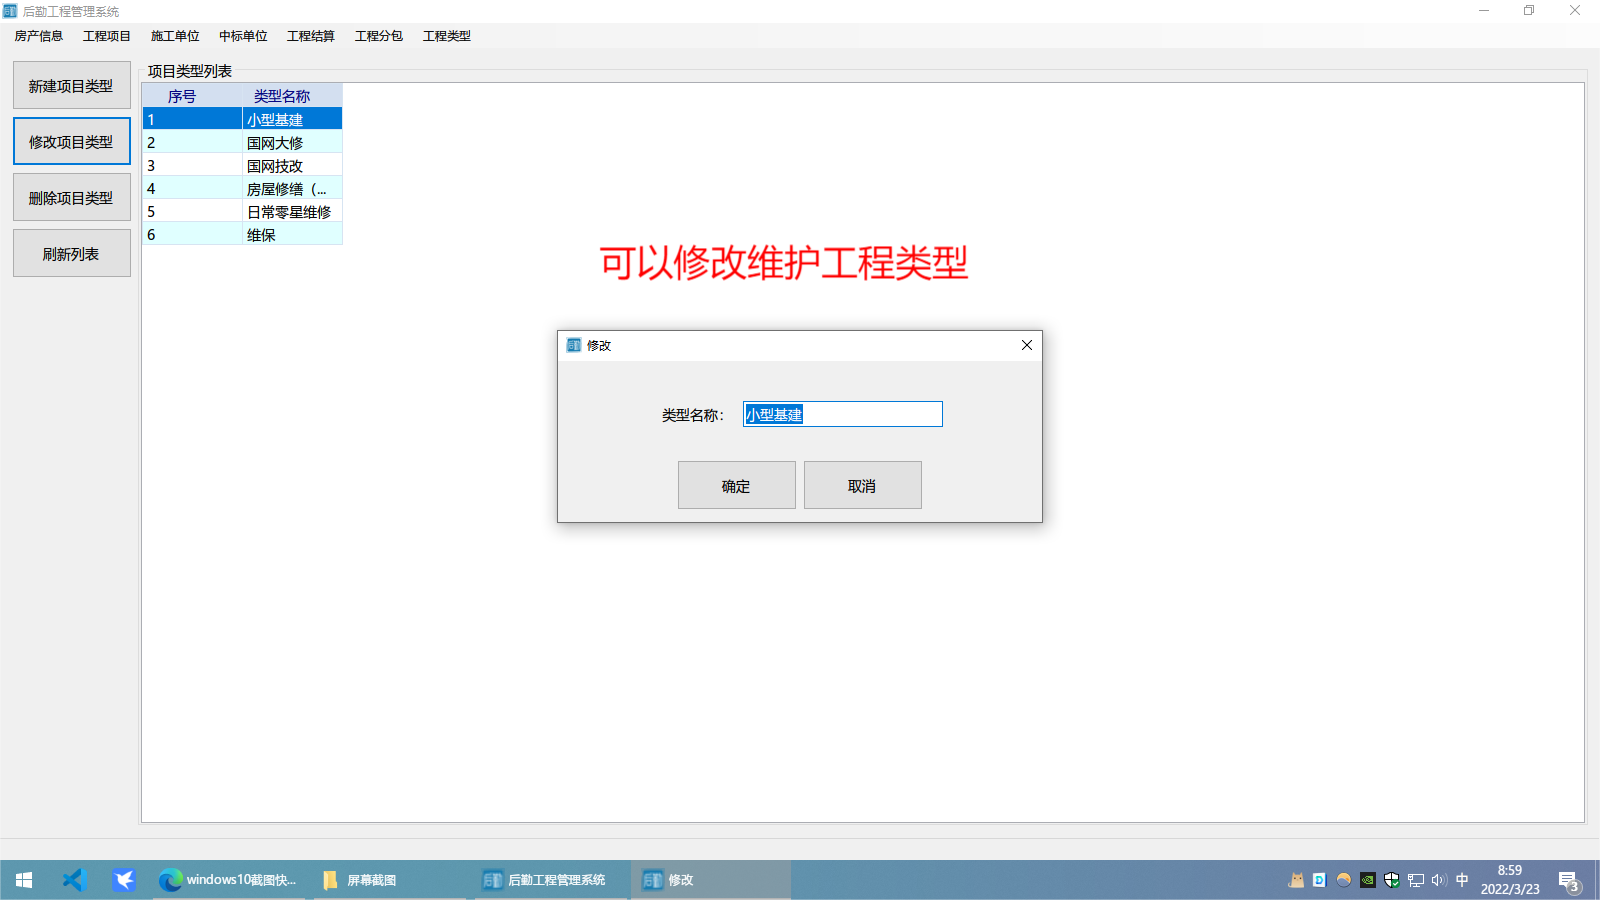 后勤工程管理系统
房产信息 工程项目 施工单位 中标单位 工程结算 工程分包 工程类型
新建项目类型
修改项目类型
删除项目类型
刷新列表
项目类型列表
序号 类型名称
1 小型基建
2 国网大修
3 国网技改
4 房屋修缮（...
5 日常零星维修
6 维保
可以修改维护工程类型
修改
类型名称： 小型基建
确定 取消
windows10截图快... 屏幕截图 后勤工程管理系统 修改
中 8:59
2022/3/23
3